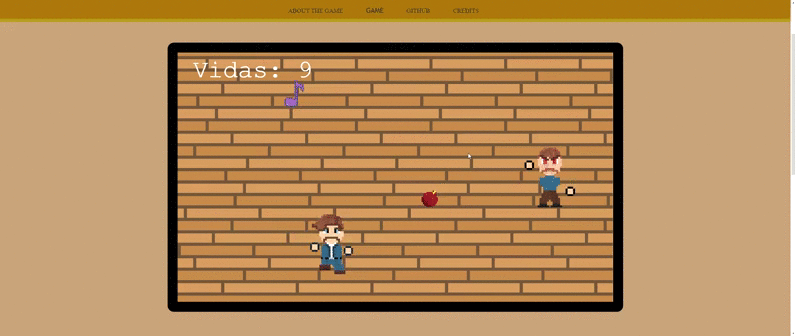 ABOUT THE GAME GAME GITHUB CREDITS
Vidas: 9